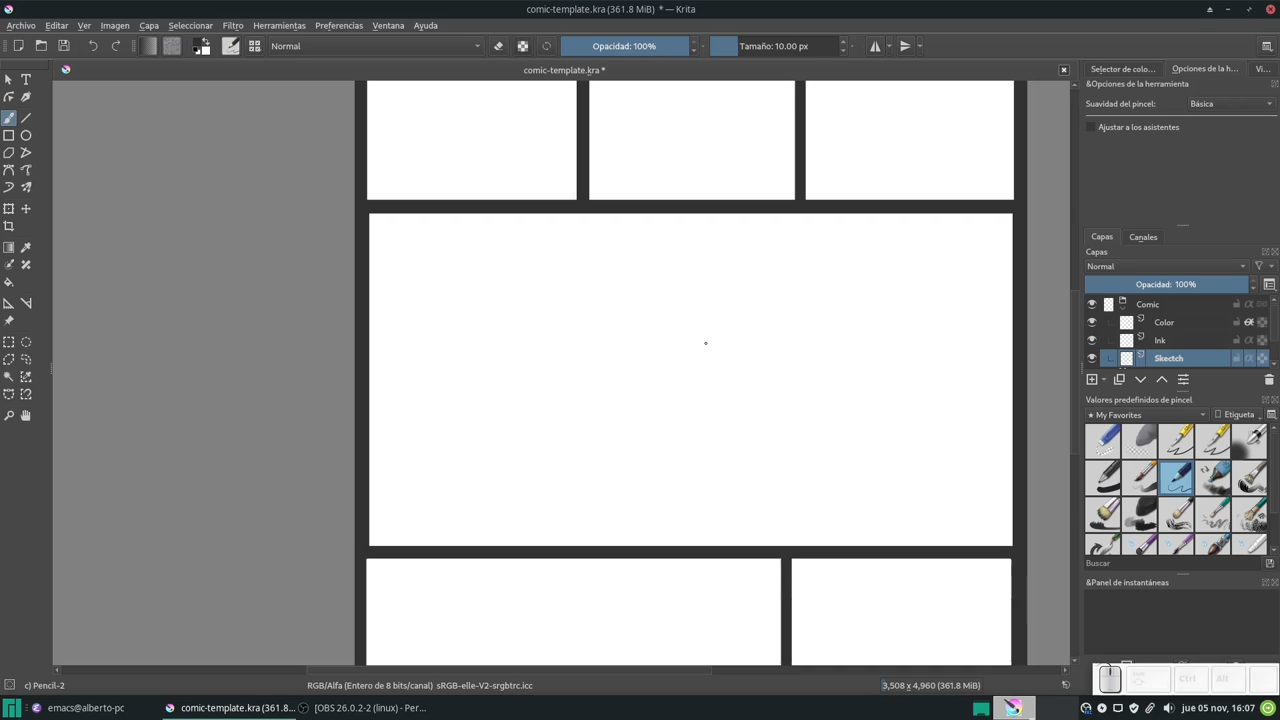 comic-template.kra (361.8 MiB) * — Krita
Archivo Editar Ver Imagen Capa Seleccionar Filtro Herramientas Preferencias Ventana Ayuda
Normal
Opacidad: 100%
Tamaño: 10.00 px
comic-template.kra *
Selector de colo...
Opciones de la h...
Vi...
&Opciones de la herramienta
Suavidad del pincel: Básica
Ajustar a los asistentes
Capas
Canales
Capas
Normal
Opacidad: 100%
Comic
Color
Ink
Skectch
Valores predefinidos de pincel
★ My Favorites
Etiqueta
Buscar
&Panel de instantáneas
c) Pencil-2
RGB/Alfa (Entero de 8 bits/canal) sRGB-elle-V2-srgbtrc.icc
3,508 x 4,960 (361.8 MiB)
Ctrl
Alt
emacs@alberto-pc
comic-template.kra (361.8...
[OBS 26.0.2-2 (linux) - Per...
jue 05 nov, 16:07